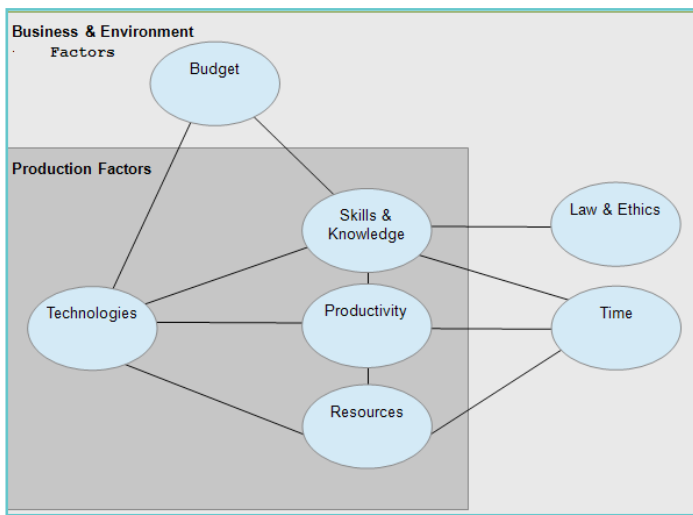 Business & Environment
Factors
Budget
Production Factors
Skills &
Knowledge
Law & Ethics
Technologies
Productivity
Time
Resources